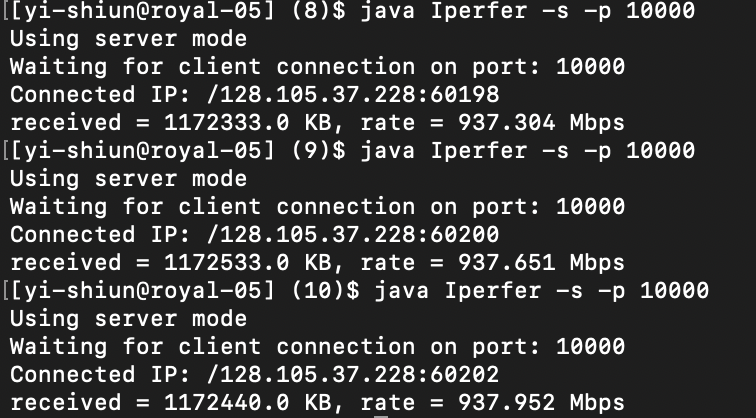 [[yi-shiun@royal-05] (8)$ java Iperfer -s -p 10000
Using server mode
Waiting for client connection on port: 10000
Connected IP: /128.105.37.228:60198
received = 1172333.0 KB, rate = 937.304 Mbps
[[yi-shiun@royal-05] (9)$ java Iperfer -s -p 10000
Using server mode
Waiting for client connection on port: 10000
Connected IP: /128.105.37.228:60200
received = 1172533.0 KB, rate = 937.651 Mbps
[[yi-shiun@royal-05] (10)$ java Iperfer -s -p 10000
Using server mode
Waiting for client connection on port: 10000
Connected IP: /128.105.37.228:60202
received = 1172440.0 KB, rate = 937.952 Mbps